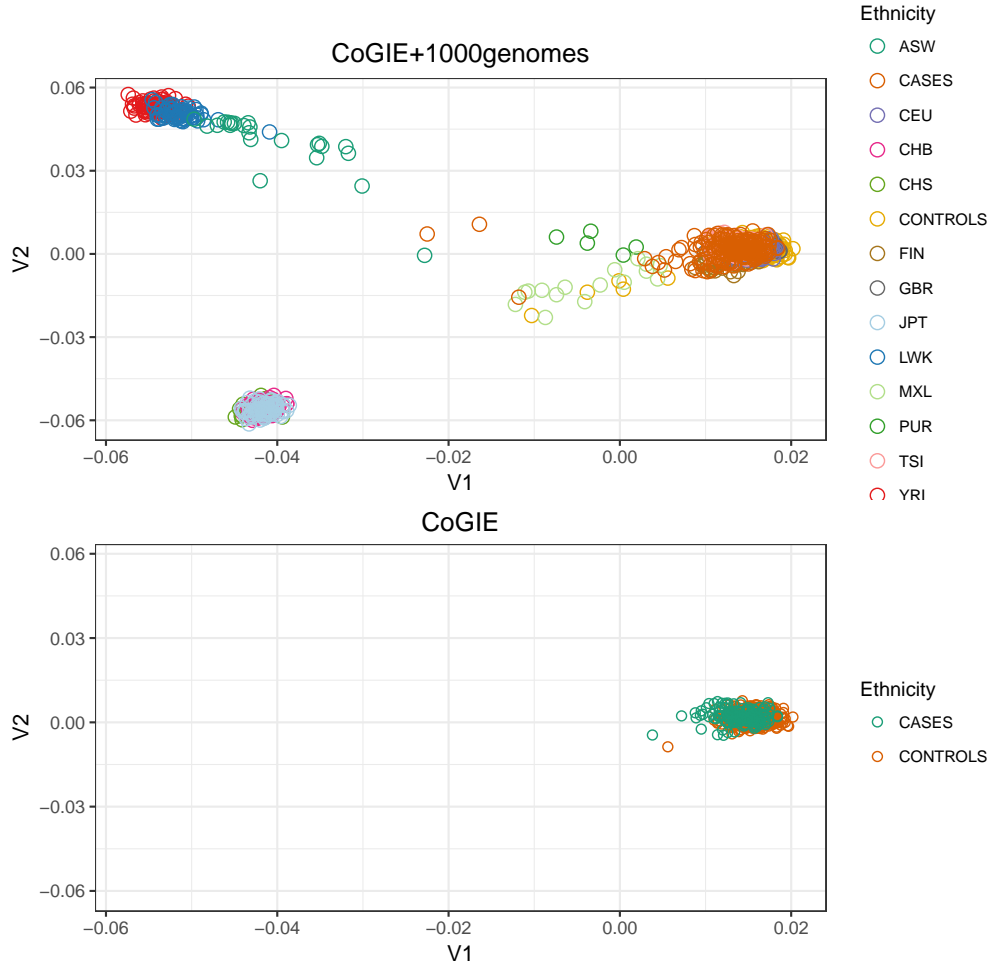 CoGIE+1000genomes
0.06
0.03
0.00
−0.03
−0.06
V2
−0.06
−0.04
−0.02
0.00
0.02
V1
Ethnicity
ASW
CASES
CEU
CHB
CHS
CONTROLS
FIN
GBR
JPT
LWK
MXL
PUR
TSI
YRI
CoGIE
0.06
0.03
0.00
−0.03
−0.06
V2
−0.06
−0.04
−0.02
0.00
0.02
V1
Ethnicity
CASES
CONTROLS